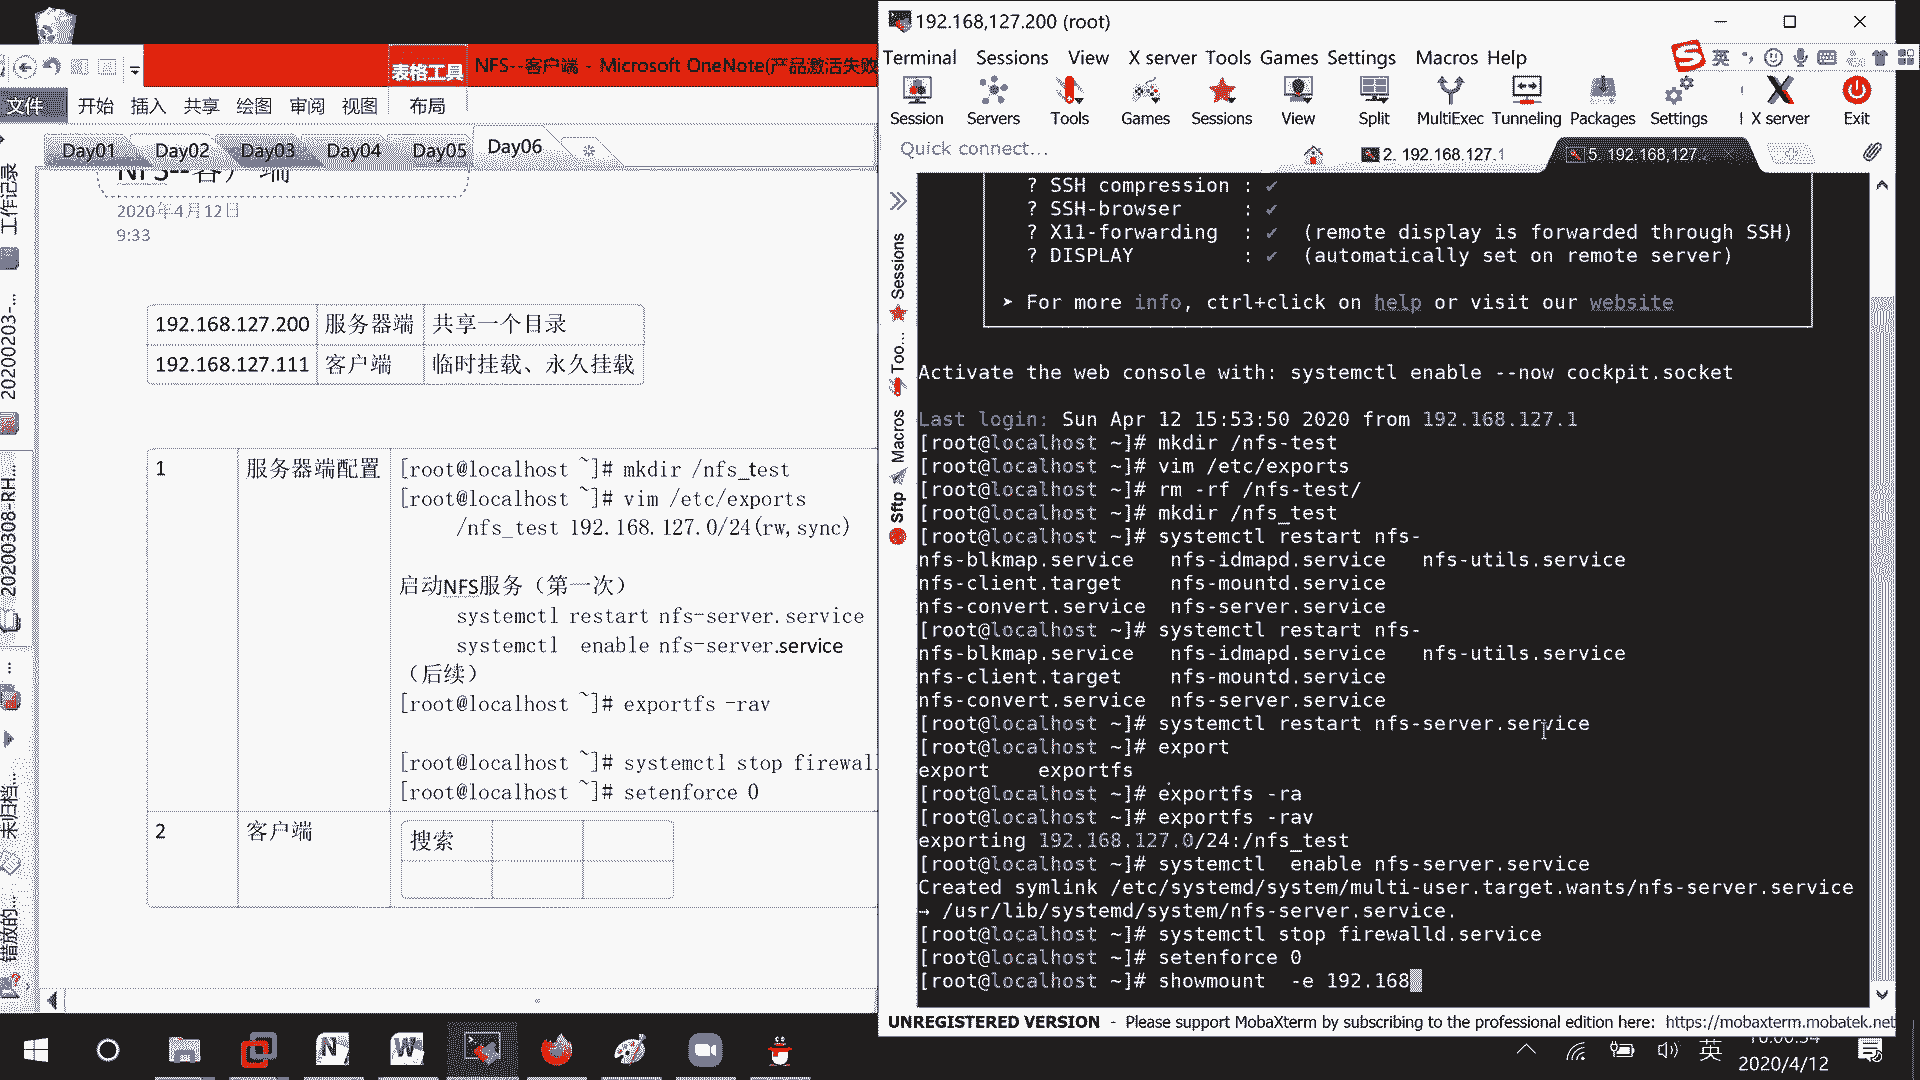 表格工具
NFS--客户端 - Microsoft OneNote(产品激活失败
文件 开始 插入 共享 绘图 审阅 视图 布局
Day01 Day02 Day03 Day04 Day05 Day06
工作记录
20200203-...
20200308-RH...
...
未归档...
错放的...
NFS--客户端
2020年4月12日
9:33
192.168.127.200 服务器端 共享一个目录
192.168.127.111 客户端 临时挂载、永久挂载
1 服务器端配置 [root@localhost ~]# mkdir /nfs_test
[root@localhost ~]# vim /etc/exports
/nfs_test 192.168.127.0/24(rw,sync)
启动NFS服务（第一次）
systemctl restart nfs-server.service
systemctl enable nfs-server.service
（后续）
[root@localhost ~]# exportfs -rav
[root@localhost ~]# systemctl stop firewall
[root@localhost ~]# setenforce 0
2 客户端 搜索
192.168,127.200 (root)
Terminal Sessions View X server Tools Games Settings Macros Help
英
Session Servers Tools Games Sessions View Split MultiExec Tunneling Packages Settings X server Exit
Quick connect...
2. 192.168.127.1
5. 192.168,127..
Sessions
Too...
Macros
Sftp
? SSH compression : ✔
? SSH-browser : ✔
? X11-forwarding : ✔ (remote display is forwarded through SSH)
? DISPLAY : ✔ (automatically set on remote server)
➤ For more info, ctrl+click on help or visit our website
Activate the web console with: systemctl enable --now cockpit.socket
Last login: Sun Apr 12 15:53:50 2020 from 192.168.127.1
[root@localhost ~]# mkdir /nfs-test
[root@localhost ~]# vim /etc/exports
[root@localhost ~]# rm -rf /nfs-test/
[root@localhost ~]# mkdir /nfs_test
[root@localhost ~]# systemctl restart nfs-
nfs-blkmap.service nfs-idmapd.service nfs-utils.service
nfs-client.target nfs-mountd.service
nfs-convert.service nfs-server.service
[root@localhost ~]# systemctl restart nfs-
nfs-blkmap.service nfs-idmapd.service nfs-utils.service
nfs-client.target nfs-mountd.service
nfs-convert.service nfs-server.service
[root@localhost ~]# systemctl restart nfs-server.service
[root@localhost ~]# export
export exportfs
[root@localhost ~]# exportfs -ra
[root@localhost ~]# exportfs -rav
exporting 192.168.127.0/24:/nfs_test
[root@localhost ~]# systemctl enable nfs-server.service
Created symlink /etc/systemd/system/multi-user.target.wants/nfs-server.service
→ /usr/lib/systemd/system/nfs-server.service.
[root@localhost ~]# systemctl stop firewalld.service
[root@localhost ~]# setenforce 0
[root@localhost ~]# showmount -e 192.168
UNREGISTERED VERSION - Please support MobaXterm by subscribing to the professional edition here: https://mobaxterm.mobatek.net
英
2020/4/12